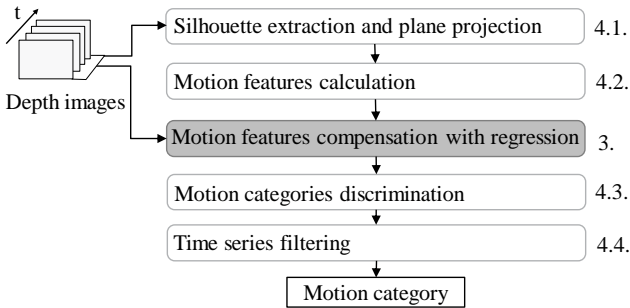 t
Depth images
Silhouette extraction and plane projection 4.1.
Motion features calculation 4.2.
Motion features compensation with regression 3.
Motion categories discrimination 4.3.
Time series filtering 4.4.
Motion category